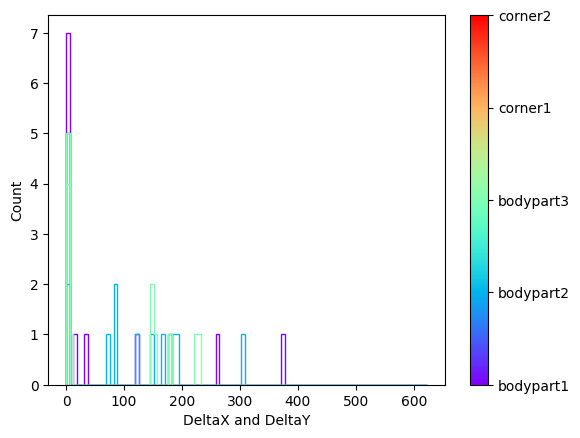 7
6
5
4
3
2
1
0
Count
0 100 200 300 400 500 600
DeltaX and DeltaY
corner2
corner1
bodypart3
bodypart2
bodypart1